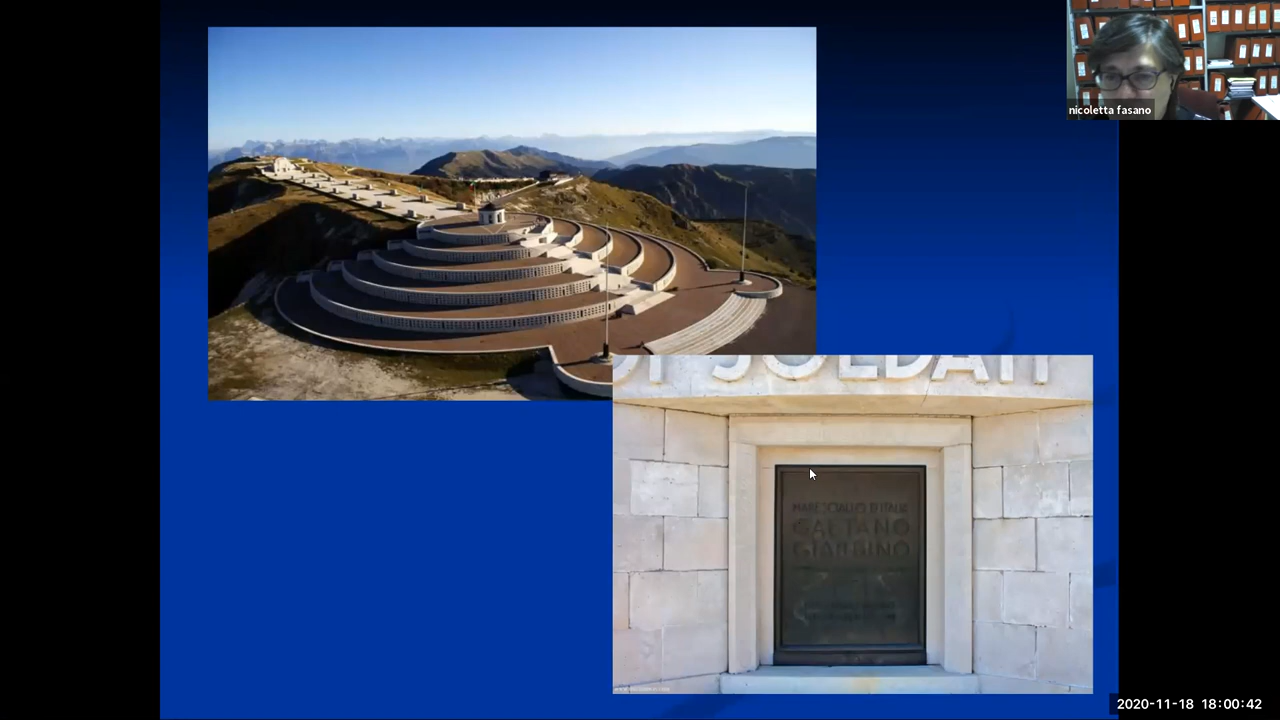 nicoletta fasano
DI SOLDATI
MARESCIALLO D'ITALIA
GAETANO
GIARDINO
2020-11-18 18:00:42